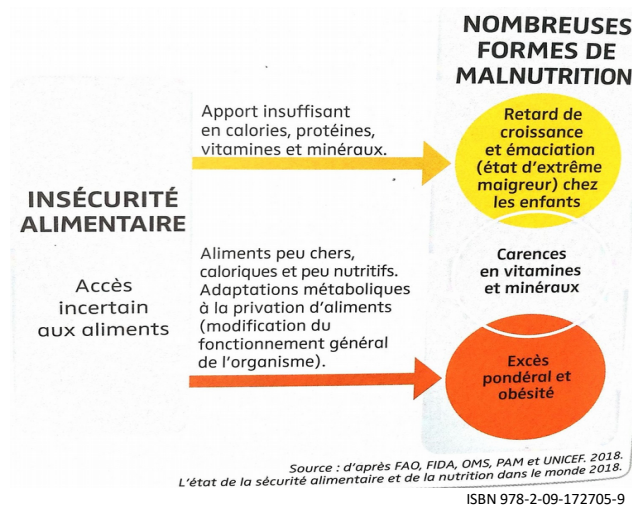 NOMBREUSES
FORMES DE
MALNUTRITION
Apport insuffisant
en calories, protéines,
vitamines et minéraux.
Retard de
croissance
et émaciation
(état d'extrême
maigreur) chez
les enfants
INSÉCURITÉ
ALIMENTAIRE
Accès
incertain
aux aliments
Aliments peu chers,
caloriques et peu nutritifs.
Adaptations métaboliques
à la privation d'aliments
(modification du
fonctionnement général
de l'organisme).
Carences
en vitamines
et minéraux
Excès
pondéral et
obésité
Source : d'après FAO, FIDA, OMS, PAM et UNICEF. 2018.
L'état de la sécurité alimentaire et de la nutrition dans le monde 2018.
ISBN 978-2-09-172705-9